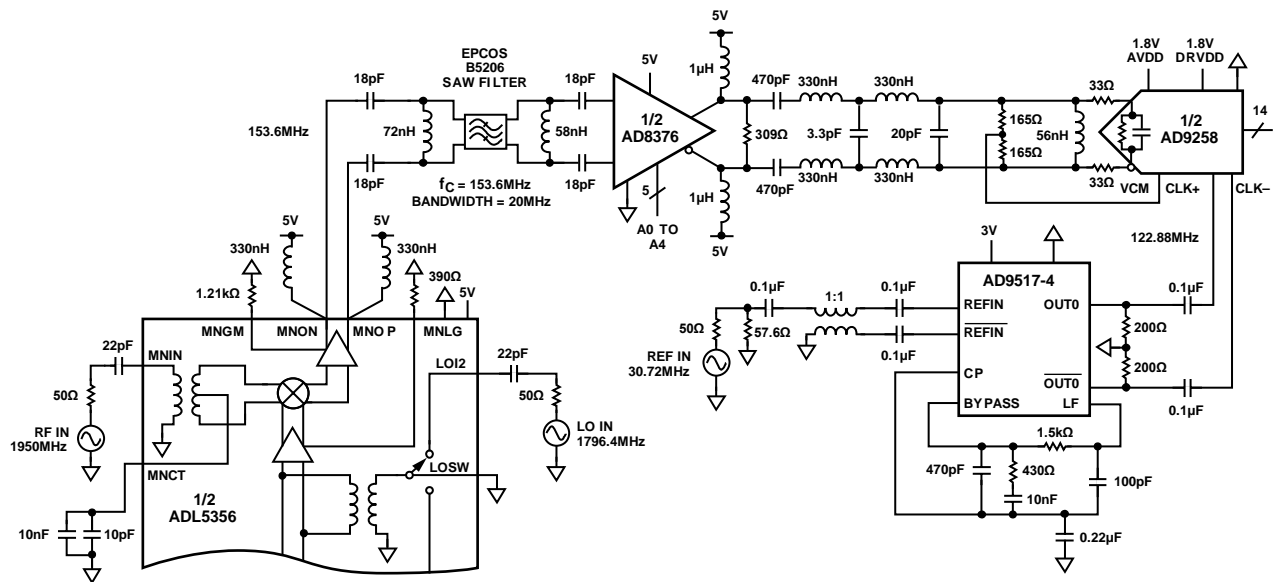 5V
1µH
EPCOS
B5206
SAW FILTER
18pF
18pF
5V
470pF
330nH
330nH
1.8V
AVDD
1.8V
DRVDD
153.6MHz
72nH
58nH
1/2
AD8376
309Ω
3.3pF
20pF
165Ω
165Ω
56nH
33Ω
33Ω
1/2
AD9258
14
18pF
18pF
fC = 153.6MHz
BANDWIDTH = 20MHz
5
A0 TO
A4
1µH
5V
470pF
330nH
330nH
VCM
CLK+
CLK–
122.88MHz
5V
5V
330nH
330nH
1.21kΩ
390Ω
5V
MNGM
MNON
MNOP
MNLG
22pF
MNIN
50Ω
RF IN
1950MHz
MNCT
10nF
10pF
1/2
ADL5356
LOI2
LOSW
22pF
50Ω
LO IN
1796.4MHz
3V
AD9517-4
REFIN
REFIN
CP
BYPASS
OUT0
OUT0
LF
0.1µF
1:1
0.1µF
0.1µF
50Ω
57.6Ω
REF IN
30.72MHz
0.1µF
200Ω
200Ω
0.1µF
1.5kΩ
470pF
430Ω
10nF
100pF
0.22µF